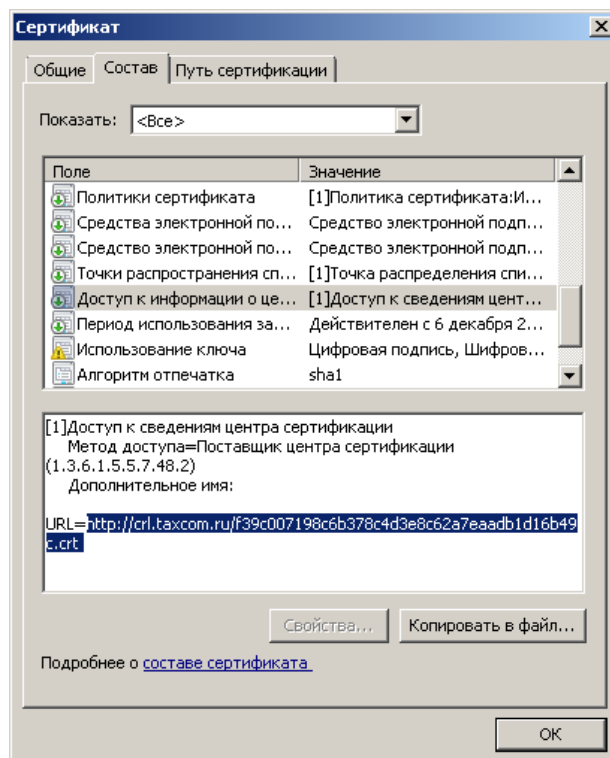 Сертификат
Общие Состав Путь сертификации
Показать: <Все>
Поле Значение
Политики сертификата [1]Политика сертификата:И...
Средства электронной по... Средство электронной подп...
Средство электронной по... Средство электронной подп...
Точки распространения сп... [1]Точка распределения спи...
Доступ к информации о це... [1]Доступ к сведениям цент...
Период использования за... Действителен с 6 декабря 2...
Использование ключа Цифровая подпись, Шифров...
Алгоритм отпечатка sha1
[1]Доступ к сведениям центра сертификации
Метод доступа=Поставщик центра сертификации
(1.3.6.1.5.5.7.48.2)
Дополнительное имя:
URL=http://crl.taxcom.ru/f39c007198c6b378c4d3e8c62a7eaadb1d16b49
c.crt
Свойства... Копировать в файл...
Подробнее о составе сертификата
ОК